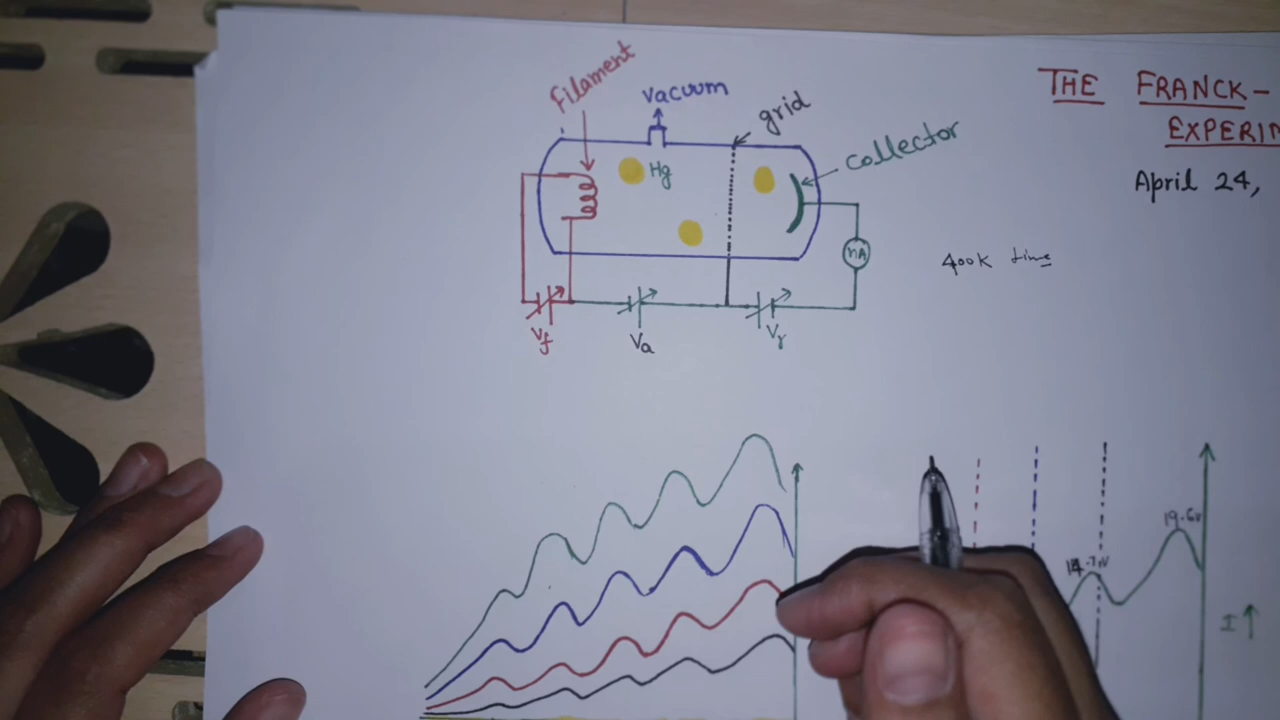 filament
vacuum
grid
collector
Hg
nA
Vf
Va
Vr
THE FRANCK-
EXPERIM
April 24,
400K time
19.6v
14.7V
I↑